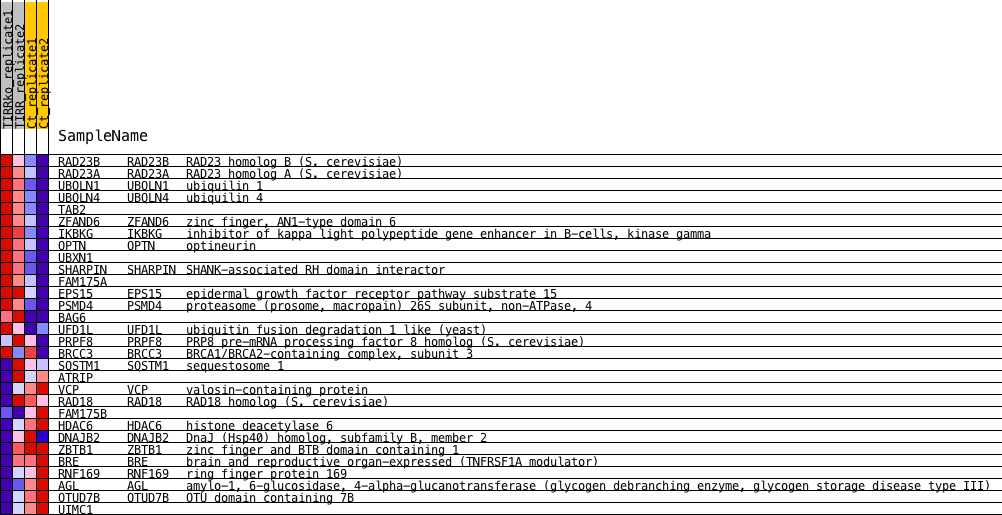 TIRRko_replicate1
TIRR_replicate2
Ct_replicate1
Ct_replicate2
SampleName
RAD23B RAD23B RAD23 homolog B (S. cerevisiae)
RAD23A RAD23A RAD23 homolog A (S. cerevisiae)
UBQLN1 UBQLN1 ubiquilin 1
UBQLN4 UBQLN4 ubiquilin 4
TAB2
ZFAND6 ZFAND6 zinc finger, AN1-type domain 6
IKBKG IKBKG inhibitor of kappa light polypeptide gene enhancer in B-cells, kinase gamma
OPTN OPTN optineurin
UBXN1
SHARPIN SHARPIN SHANK-associated RH domain interactor
FAM175A
EPS15 EPS15 epidermal growth factor receptor pathway substrate 15
PSMD4 PSMD4 proteasome (prosome, macropain) 26S subunit, non-ATPase, 4
BAG6
UFD1L UFD1L ubiquitin fusion degradation 1 like (yeast)
PRPF8 PRPF8 PRP8 pre-mRNA processing factor 8 homolog (S. cerevisiae)
BRCC3 BRCC3 BRCA1/BRCA2-containing complex, subunit 3
SQSTM1 SQSTM1 sequestosome 1
ATRIP
VCP VCP valosin-containing protein
RAD18 RAD18 RAD18 homolog (S. cerevisiae)
FAM175B
HDAC6 HDAC6 histone deacetylase 6
DNAJB2 DNAJB2 DnaJ (Hsp40) homolog, subfamily B, member 2
ZBTB1 ZBTB1 zinc finger and BTB domain containing 1
BRE BRE brain and reproductive organ-expressed (TNFRSF1A modulator)
RNF169 RNF169 ring finger protein 169
AGL AGL amylo-1, 6-glucosidase, 4-alpha-glucanotransferase (glycogen debranching enzyme, glycogen storage disease type III)
OTUD7B OTUD7B OTU domain containing 7B
UIMC1